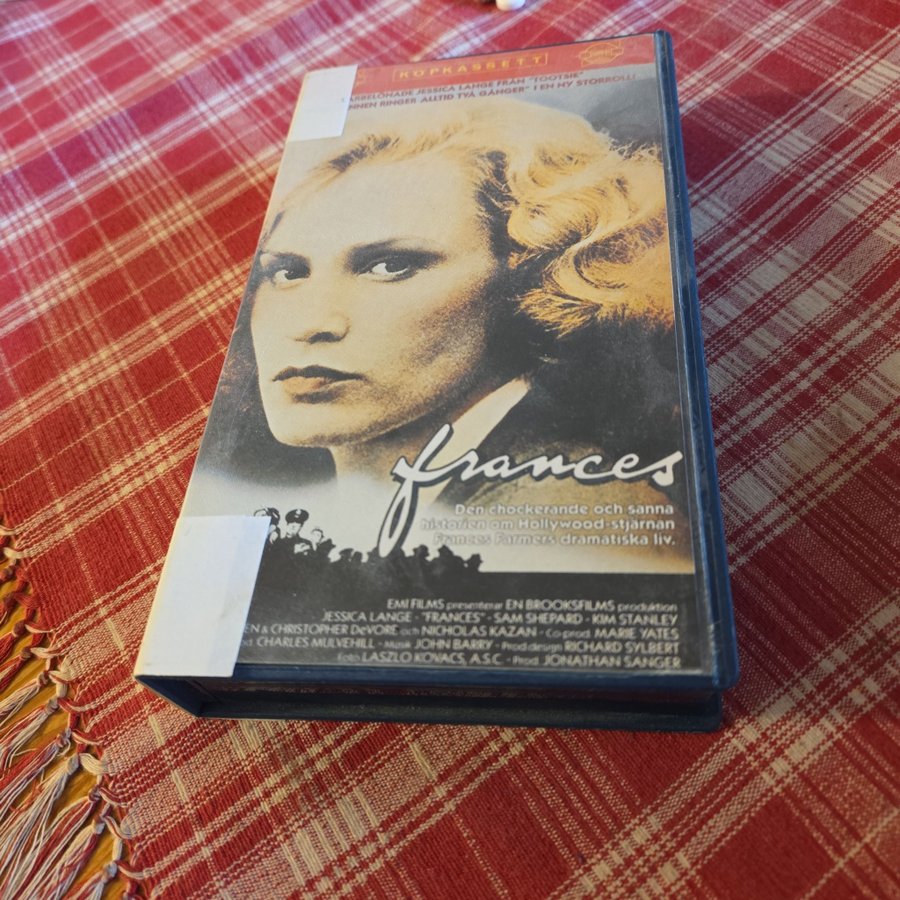 KÖPKASSETT
ARBELÖNADE JESSICA LANGE FRÅN "TOOTSIE"
NNEN RINGER ALLTID TVÅ GÅNGER" I EN NY STORROLL!
frances
Den chockerande och sanna
historien om Hollywood-stjärnan
Frances Farmers dramatiska liv.
EMI FILMS presenterar EN BROOKSFILMS produktion
JESSICA LANGE - "FRANCES" - SAM SHEPARD - KIM STANLEY
EN & CHRISTOPHER DeVORE och NICHOLAS KAZAN - Co-prod. MARIE YATES
CHARLES MULVEHILL - Musik JOHN BARRY - Prod.design RICHARD SYLBERT
Foto LASZLO KOVACS, A.S.C. - Prod. JONATHAN SANGER